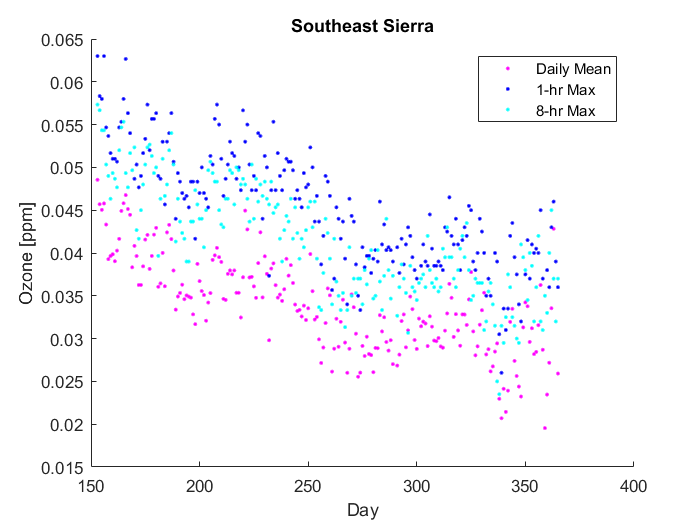 Southeast Sierra
Daily Mean
1-hr Max
8-hr Max
0.065
0.06
0.055
0.05
0.045
0.04
0.035
0.03
0.025
0.02
0.015
Ozone [ppm]
150 200 250 300 350 400
Day